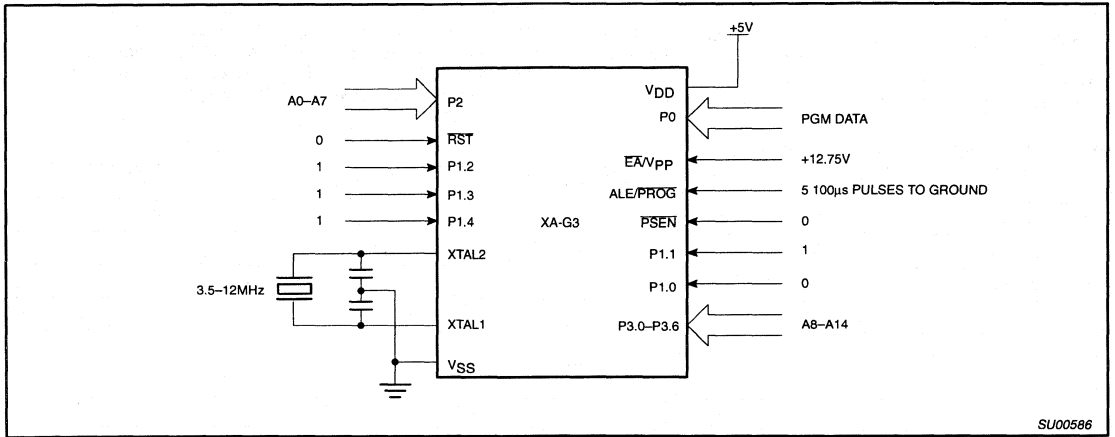 +5V
A0–A7
P2
VDD
P0
PGM DATA
0
RST
1
P1.2
EA/VPP
+12.75V
1
P1.3
ALE/PROG
5 100µs PULSES TO GROUND
1
P1.4
XA-G3
PSEN
0
XTAL2
P1.1
1
3.5–12MHz
P1.0
0
XTAL1
P3.0–P3.6
A8–A14
VSS
SU00586